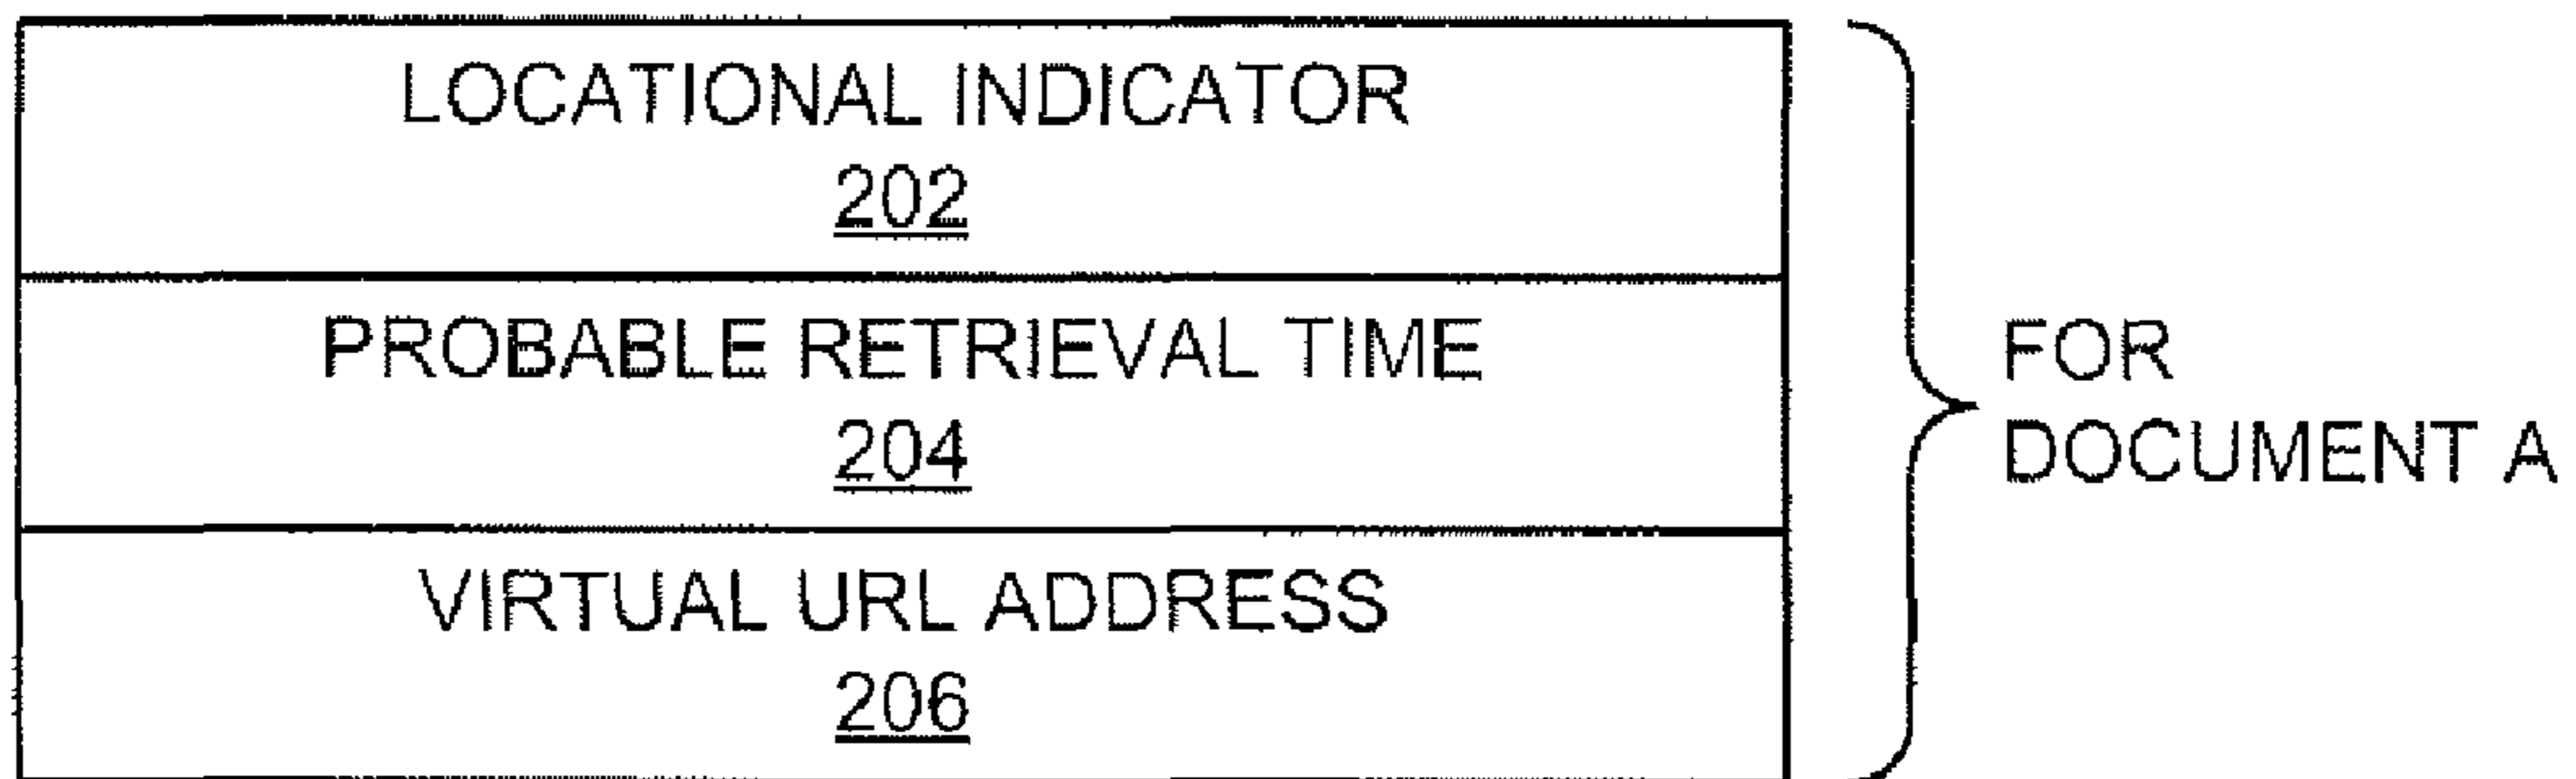 LOCATIONAL INDICATOR
202
PROBABLE RETRIEVAL TIME
204
VIRTUAL URL ADDRESS
206
FOR
DOCUMENT A